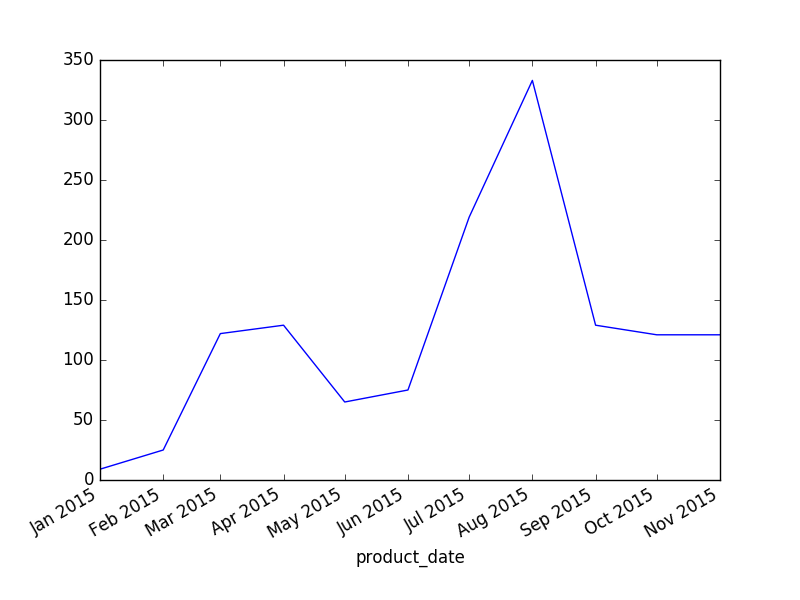 350
300
250
200
150
100
50
0
Jan 2015
Feb 2015
Mar 2015
Apr 2015
May 2015
Jun 2015
Jul 2015
Aug 2015
Sep 2015
Oct 2015
Nov 2015
product_date